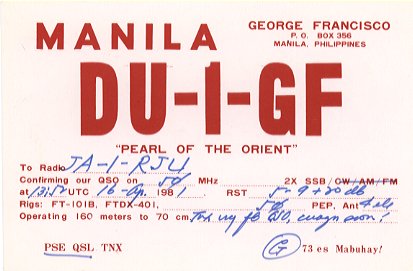 MANILA
GEORGE FRANCISCO
P. O. BOX 356
MANILA, PHILIPPINES
DU-1-GF
"PEARL OF THE ORIENT"
To Radio JA-1-RJU
Confirming our QSO on 50 MHz 2X SSB/CW/AM/FM
at UTC 16-Ap. 1981 RST 5-9+20db
Rigs: FT-101B, FTDX-401, PEP, Ant 4 ele
Operating 160 meters to 70 cm. Tnx vy fb QSO, cuagn soon!
PSE QSL TNX G 73 es Mabuhay!